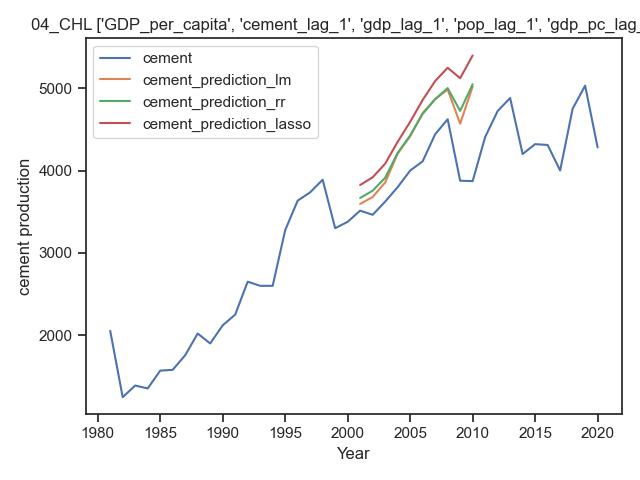 04_CHL ['GDP_per_capita', 'cement_lag_1', 'gdp_lag_1', 'pop_lag_1', 'gdp_pc_lag_
cement
cement_prediction_lm
cement_prediction_rr
cement_prediction_lasso
cement production
5000
4000
3000
2000
1980 1985 1990 1995 2000 2005 2010 2015 2020
Year